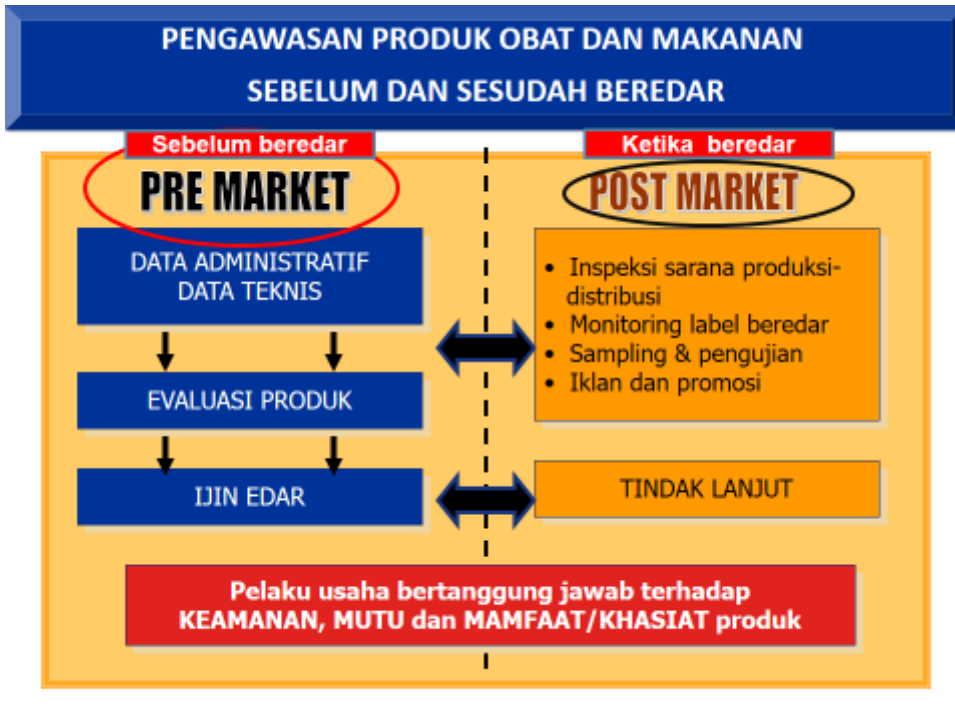 PENGAWASAN PRODUK OBAT DAN MAKANAN
SEBELUM DAN SESUDAH BEREDAR
Sebelum beredar
PRE MARKET
DATA ADMINISTRATIF
DATA TEKNIS
EVALUASI PRODUK
IJIN EDAR
Ketika beredar
POST MARKET
• Inspeksi sarana produksi-
distribusi
• Monitoring label beredar
• Sampling & pengujian
• Iklan dan promosi
TINDAK LANJUT
Pelaku usaha bertanggung jawab terhadap
KEAMANAN, MUTU dan MAMFAAT/KHASIAT produk